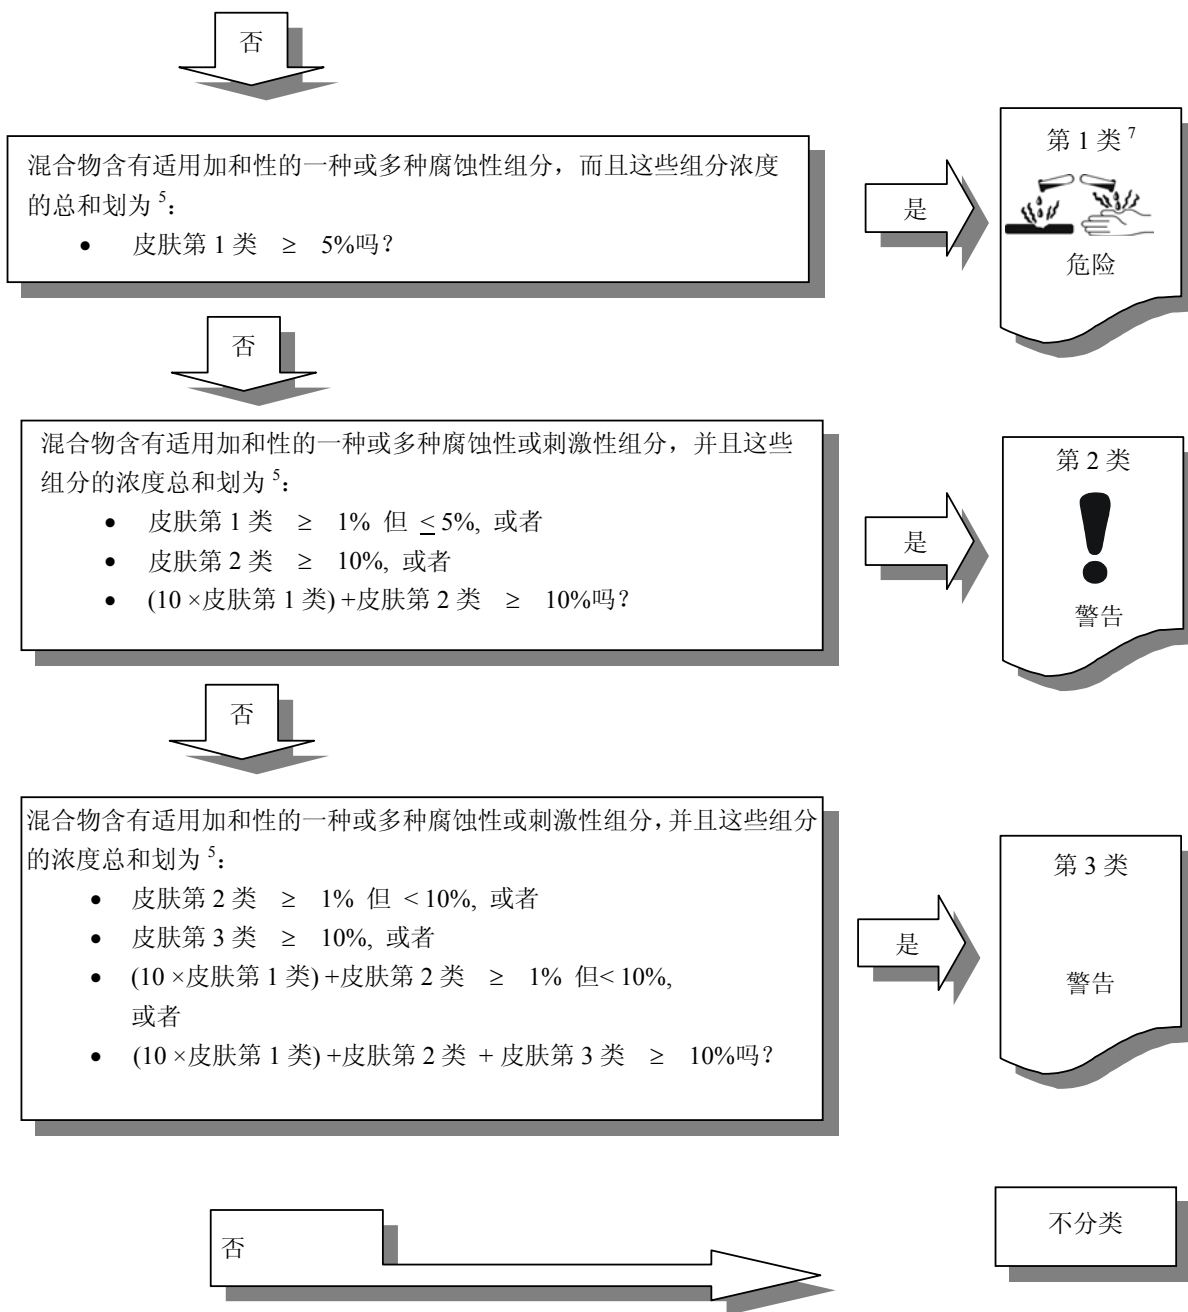 否
混合物含有适用加和性的一种或多种腐蚀性组分，而且这些组分浓度
的总和划为 5：
• 皮肤第 1 类 ≥ 5%吗？
是
第 1 类 7
危险
否
混合物含有适用加和性的一种或多种腐蚀性或刺激性组分，并且这些
组分的浓度总和划为 5：
• 皮肤第 1 类 ≥ 1% 但 ≤ 5%, 或者
• 皮肤第 2 类 ≥ 10%, 或者
• (10 ×皮肤第 1 类) +皮肤第 2 类 ≥ 10%吗？
是
第 2 类
警告
否
混合物含有适用加和性的一种或多种腐蚀性或刺激性组分，并且这些组分
的浓度总和划为 5：
• 皮肤第 2 类 ≥ 1% 但 < 10%, 或者
• 皮肤第 3 类 ≥ 10%, 或者
• (10 ×皮肤第 1 类) +皮肤第 2 类 ≥ 1% 但< 10%,
或者
• (10 ×皮肤第 1 类) +皮肤第 2 类 + 皮肤第 3 类 ≥ 10%吗？
是
第 3 类
警告
否
不分类